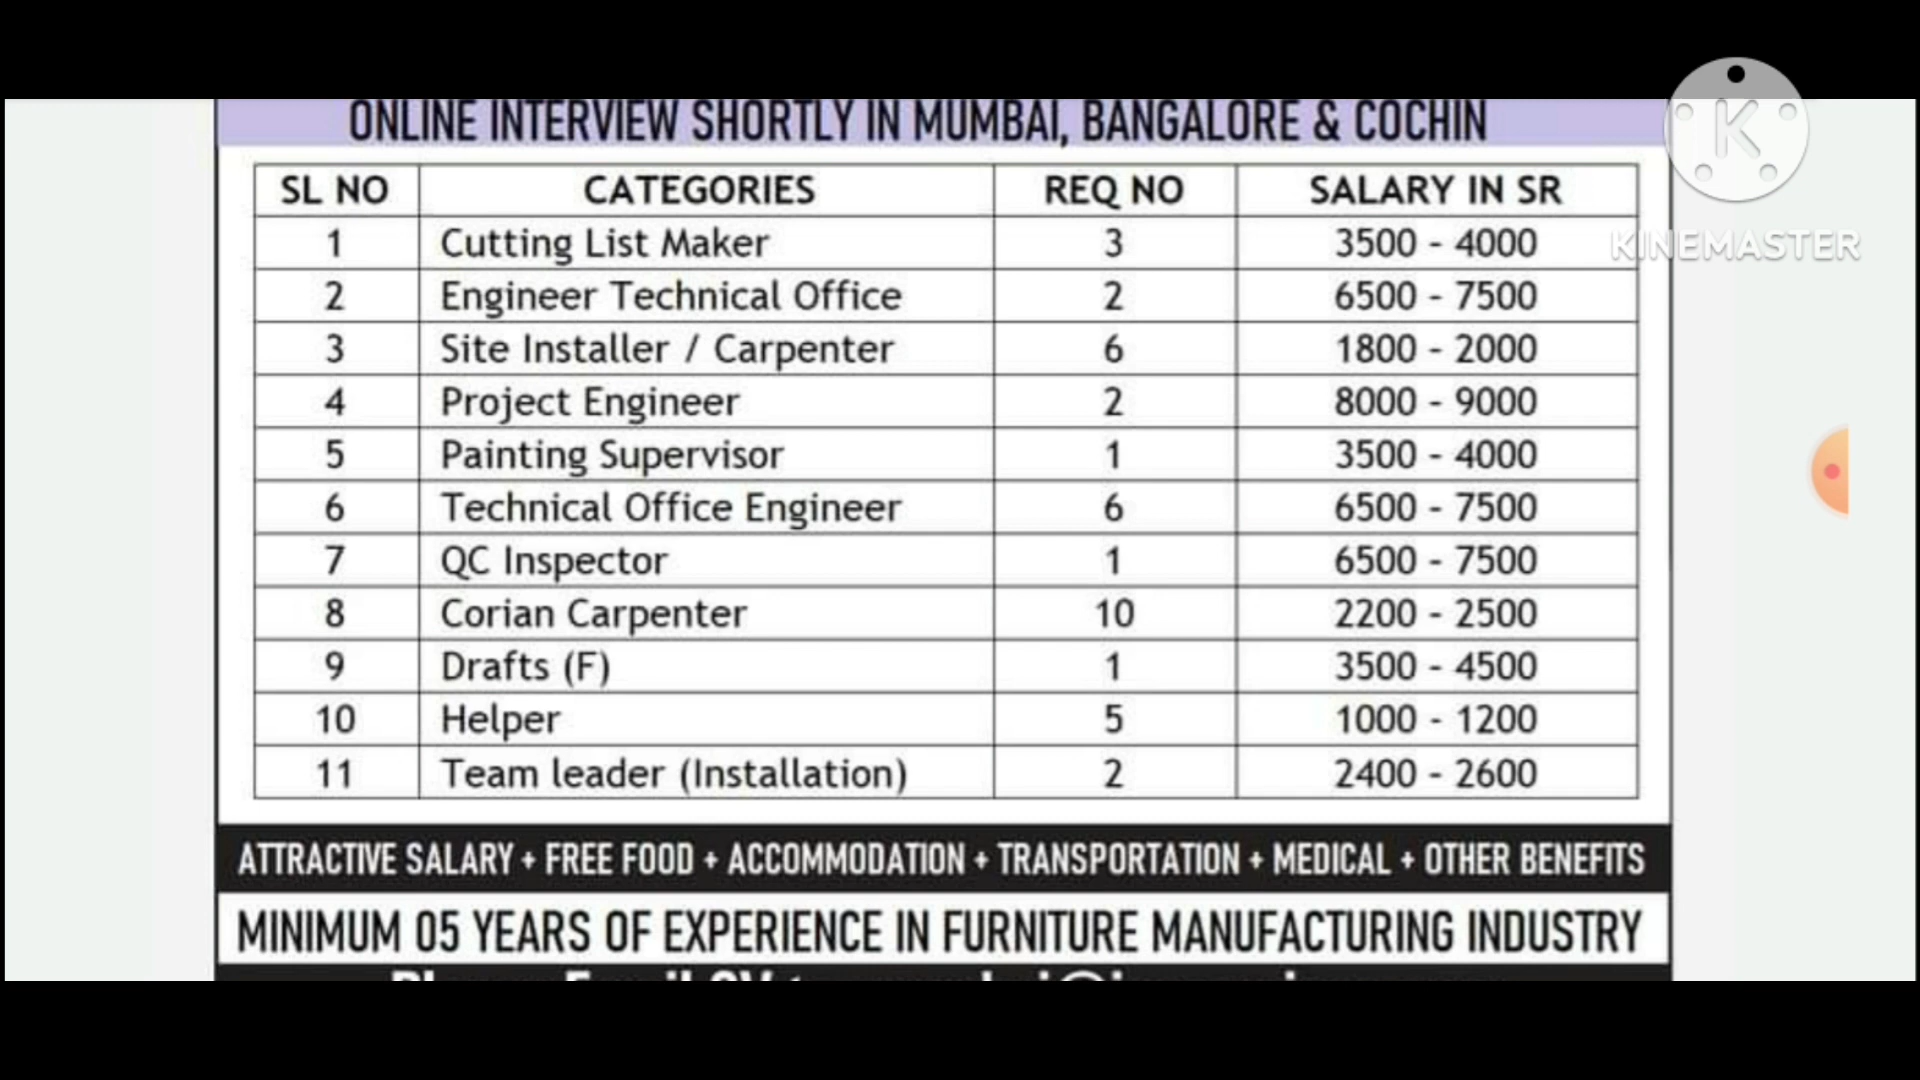 ONLINE INTERVIEW SHORTLY IN MUMBAI, BANGALORE & COCHIN
SL NO CATEGORIES REQ NO SALARY IN SR
1 Cutting List Maker 3 3500 - 4000
2 Engineer Technical Office 2 6500 - 7500
3 Site Installer / Carpenter 6 1800 - 2000
4 Project Engineer 2 8000 - 9000
5 Painting Supervisor 1 3500 - 4000
6 Technical Office Engineer 6 6500 - 7500
7 QC Inspector 1 6500 - 7500
8 Corian Carpenter 10 2200 - 2500
9 Drafts (F) 1 3500 - 4500
10 Helper 5 1000 - 1200
11 Team leader (Installation) 2 2400 - 2600
ATTRACTIVE SALARY + FREE FOOD + ACCOMMODATION + TRANSPORTATION + MEDICAL + OTHER BENEFITS
MINIMUM 05 YEARS OF EXPERIENCE IN FURNITURE MANUFACTURING INDUSTRY
Please Email CV to
K
KINEMASTER